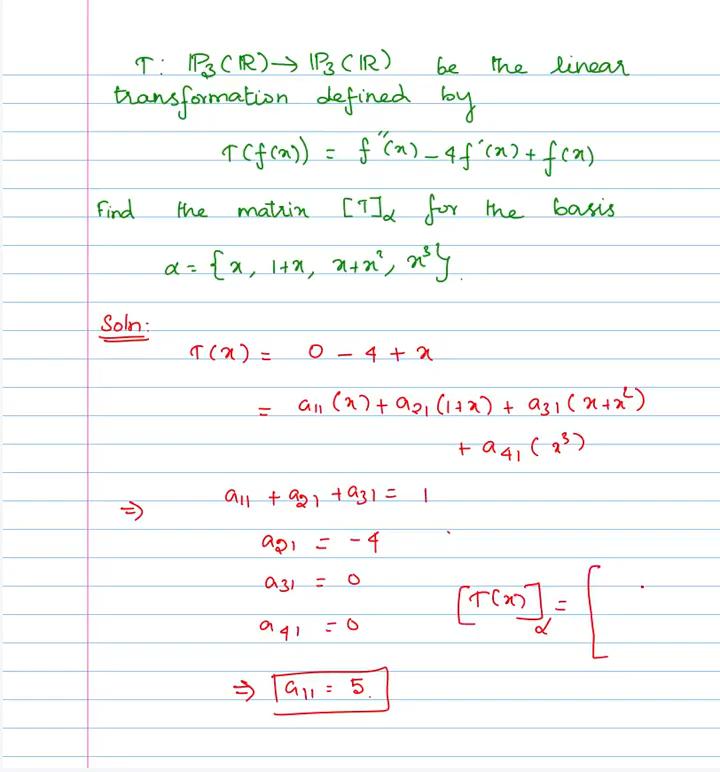 T: P₃(ℝ) → P₃(ℝ) be the linear
transformation defined by
T(f(x)) = f''(x) - 4f'(x) + f(x)
Find the matrix [T]α for the basis
α = {x, 1+x, x+x², x³}.
Soln:
T(x) = 0 - 4 + x
= a₁₁(x) + a₂₁(1+x) + a₃₁(x+x²)
+ a₄₁(x³)
⇒ a₁₁ + a₂₁ + a₃₁ = 1
a₂₁ = -4
a₃₁ = 0
a₄₁ = 0
[T(x)]α = [
⇒ a₁₁ = 5.